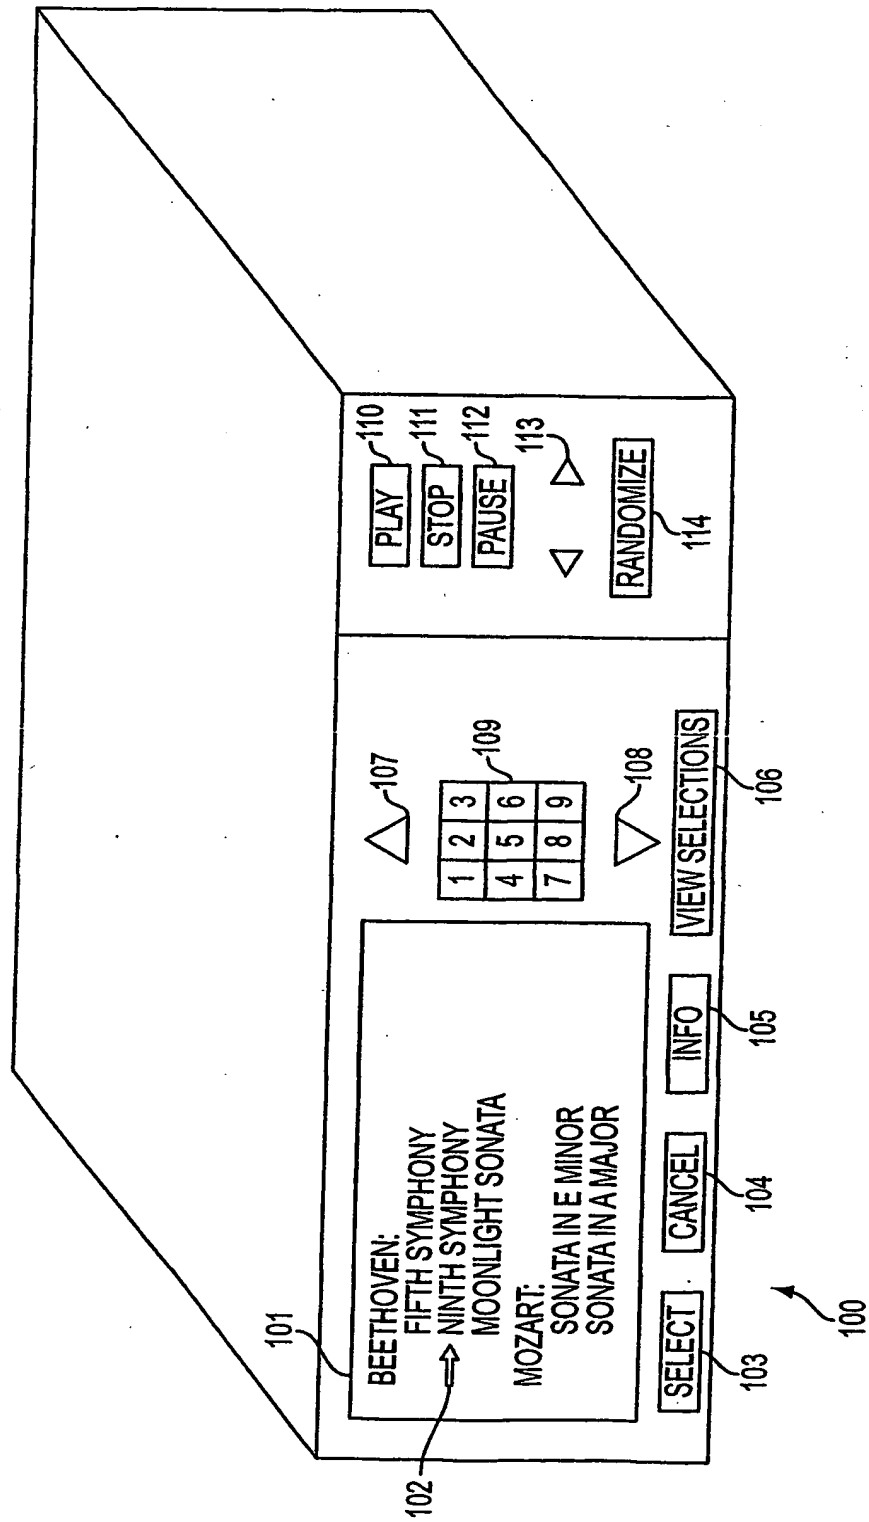 101
BEETHOVEN:
FIFTH SYMPHONY
NINTH SYMPHONY
MOONLIGHT SONATA
MOZART:
SONATA IN E MINOR
SONATA IN A MAJOR
102
SELECT
103
CANCEL
104
INFO
105
VIEW SELECTIONS
106
107
1 2 3
4 5 6
7 8 9
109
108
PLAY
110
STOP
111
PAUSE
112
113
RANDOMIZE
114
100